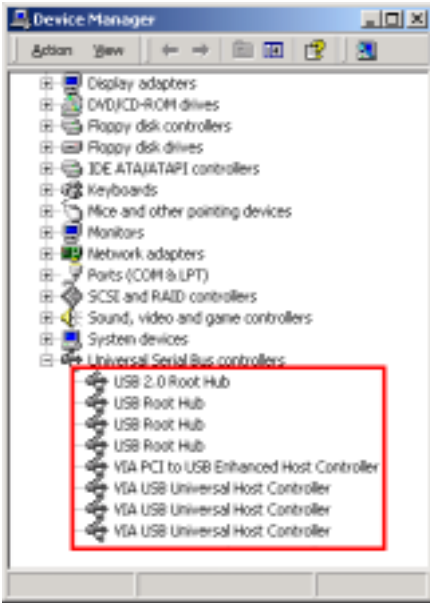 Device Manager
Action View
Display adapters
DVD/CD-ROM drives
Floppy disk controllers
Floppy disk drives
IDE ATA/ATAPI controllers
Keyboards
Mice and other pointing devices
Monitors
Network adapters
Ports (COM & LPT)
SCSI and RAID controllers
Sound, video and game controllers
System devices
Universal Serial Bus controllers
USB 2.0 Root Hub
USB Root Hub
USB Root Hub
USB Root Hub
VIA PCI to USB Enhanced Host Controller
VIA USB Universal Host Controller
VIA USB Universal Host Controller
VIA USB Universal Host Controller